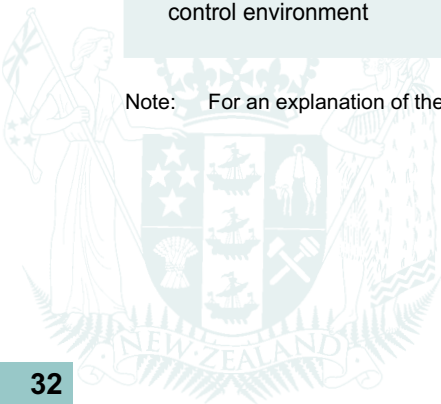 control environment
Note: For an explanation of the
NEW ZEALAND
32